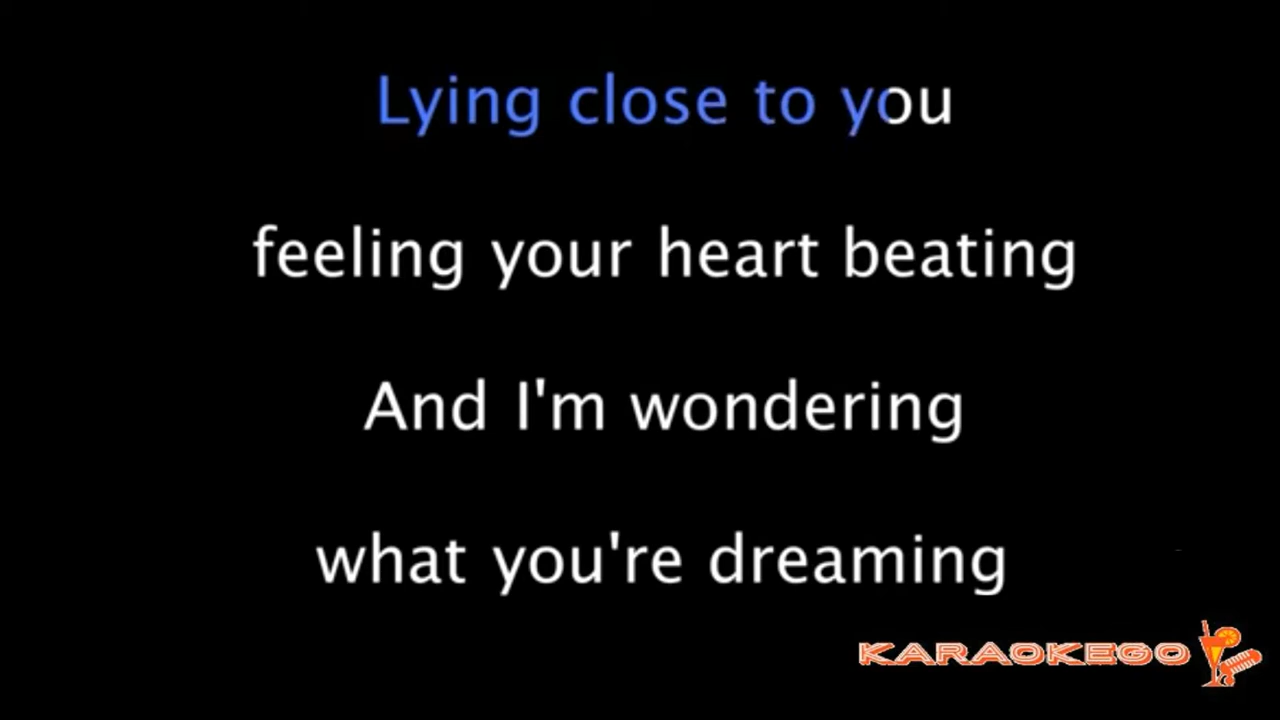 Lying close to you
feeling your heart beating
And I'm wondering
what you're dreaming
KARAOKEGO